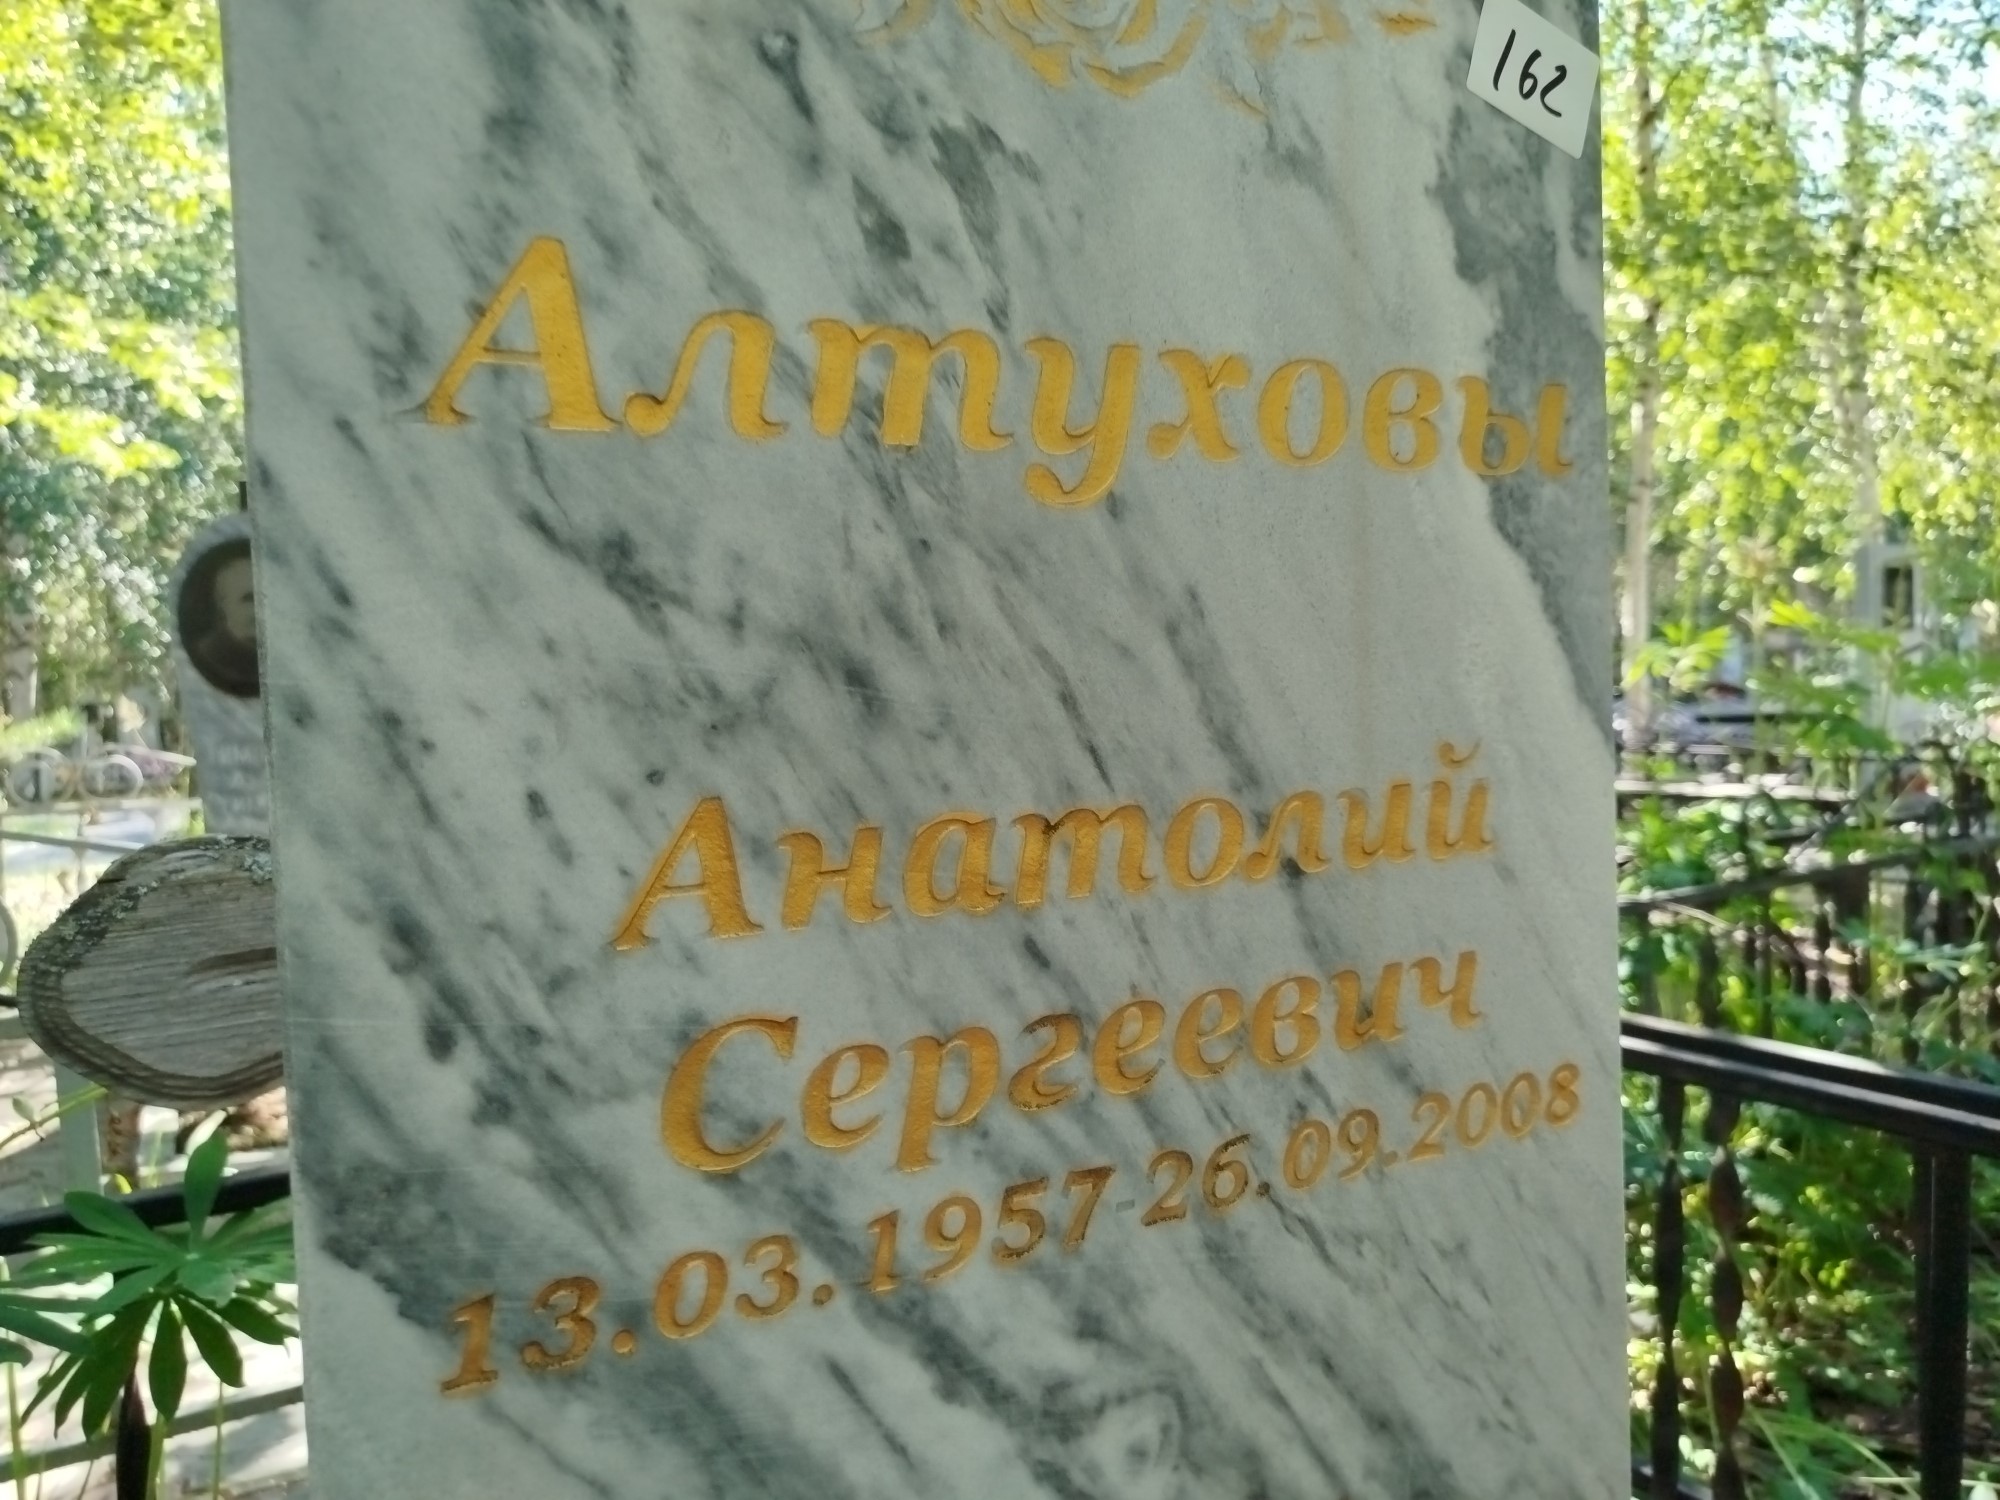 162
Алтуховы
Анатолий
Сергеевич
13.03.1957-26.09.2008